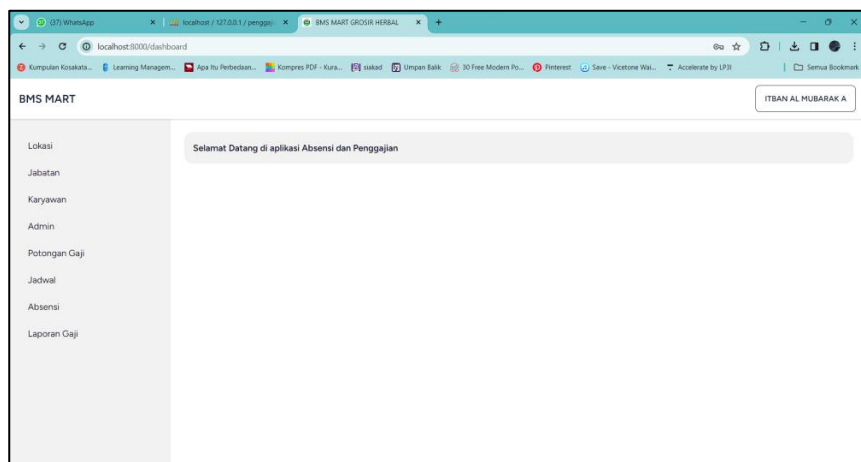 (37) WhatsApp
localhost / 127.0.0.1 / penggaji
BMS MART GROSIR HERBAL
localhost:8000/dashboard
Kumpulan Kosakata...
Learning Managem...
Apa Itu Perbedaan...
Kompres PDF - Kura...
siakad
Umpan Balik
30 Free Modern Po...
Pinterest
Save - Vicetone Wai...
Accelerate by LP3I
Semua Bookmark
BMS MART
ITBAN AL MUBARAK A
Lokasi
Selamat Datang di aplikasi Absensi dan Penggajian
Jabatan
Karyawan
Admin
Potongan Gaji
Jadwal
Absensi
Laporan Gaji